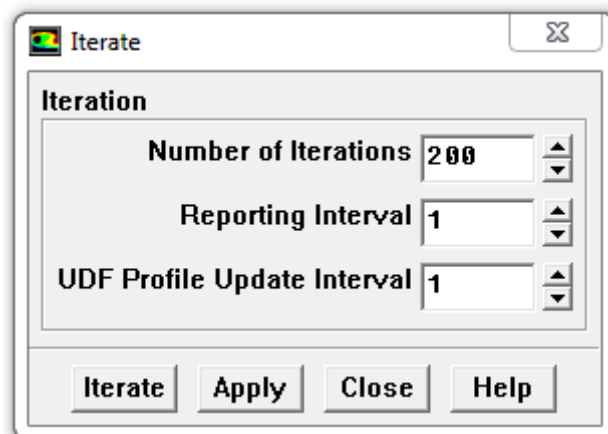 Iterate
Iteration
Number of Iterations 200
Reporting Interval 1
UDF Profile Update Interval 1
Iterate Apply Close Help